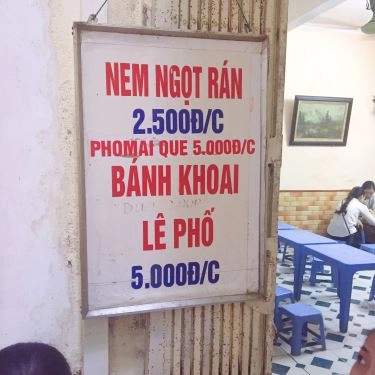 NEM NGỌT RÁN
2.500Đ/C
PHOMAI QUE 5.000Đ/C
BÁNH KHOAI
LÊ PHỐ
5.000Đ/C